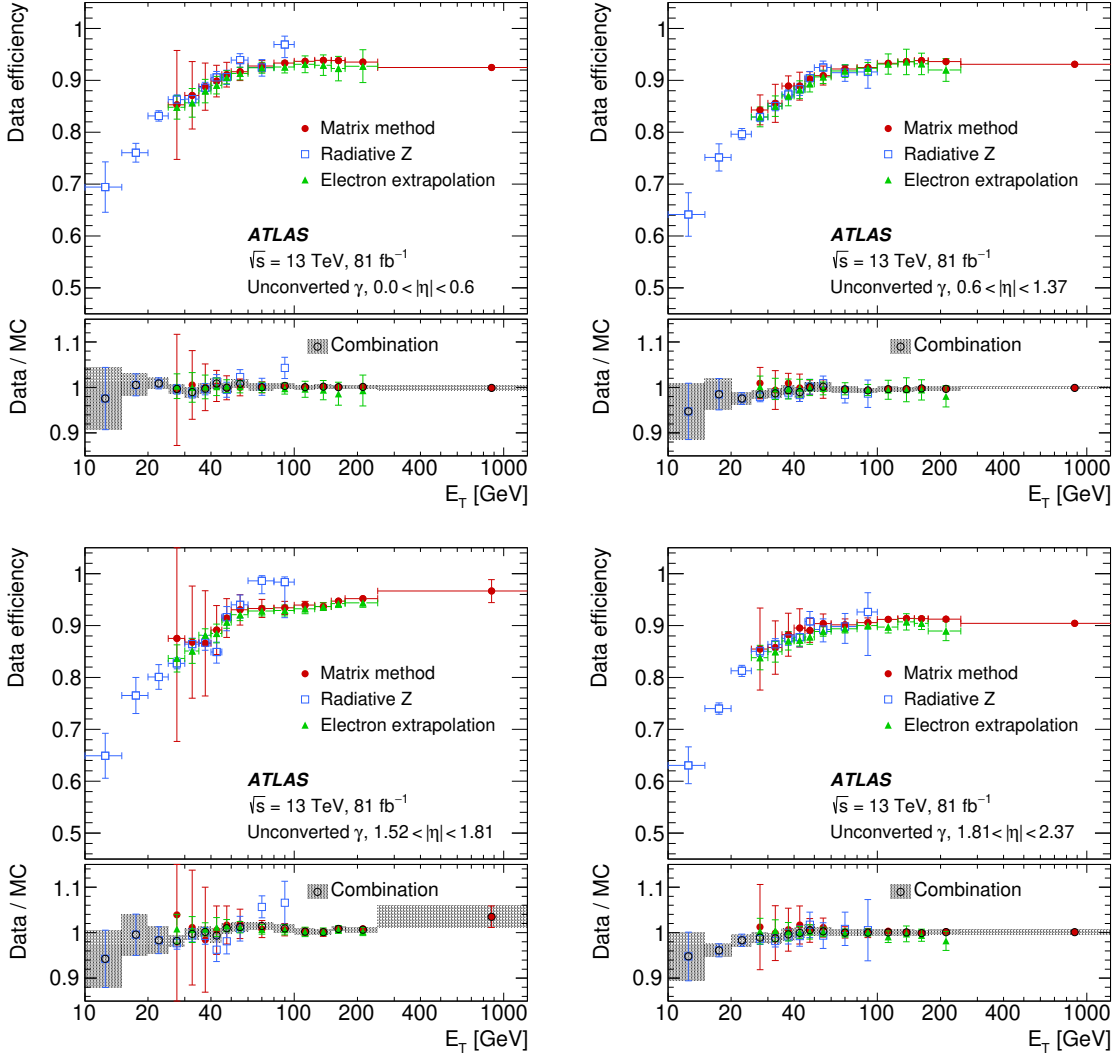 Data efficiency
1
0.9
0.8
0.7
0.6
0.5
Matrix method
Radiative Z
Electron extrapolation
ATLAS
√s = 13 TeV, 81 fb⁻¹
Unconverted γ, 0.0 < |η| < 0.6
Data / MC
1.1
1
0.9
Combination
10 20 40 100 200 1000
E_T [GeV]
Data efficiency
1
0.9
0.8
0.7
0.6
0.5
Matrix method
Radiative Z
Electron extrapolation
ATLAS
√s = 13 TeV, 81 fb⁻¹
Unconverted γ, 0.6 < |η| < 1.37
Data / MC
1.1
1
0.9
Combination
10 20 40 100 200 1000
E_T [GeV]
Data efficiency
1
0.9
0.8
0.7
0.6
0.5
Matrix method
Radiative Z
Electron extrapolation
ATLAS
√s = 13 TeV, 81 fb⁻¹
Unconverted γ, 1.52 < |η| < 1.81
Data / MC
1.1
1
0.9
Combination
10 20 40 100 200 1000
E_T [GeV]
Data efficiency
1
0.9
0.8
0.7
0.6
0.5
Matrix method
Radiative Z
Electron extrapolation
ATLAS
√s = 13 TeV, 81 fb⁻¹
Unconverted γ, 1.81 < |η| < 2.37
Data / MC
1.1
1
0.9
Combination
10 20 40 100 200 1000
E_T [GeV]